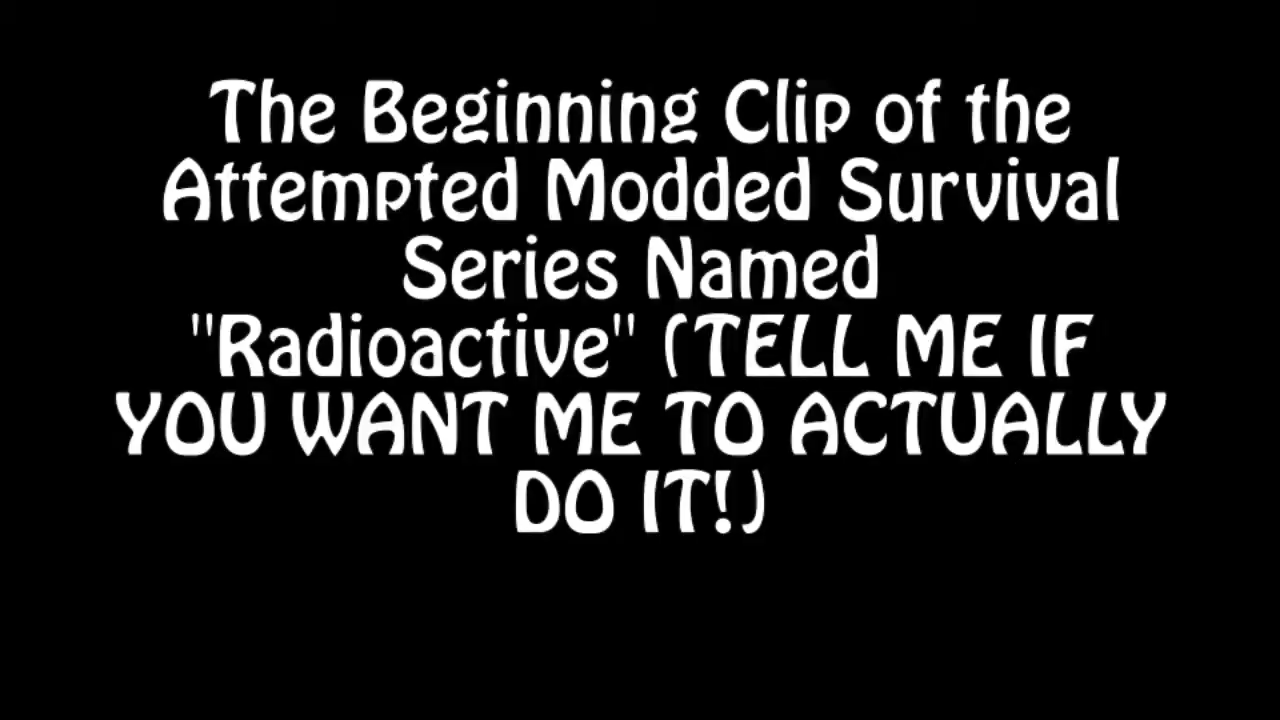 The Beginning Clip of the
Attempted Modded Survival
Series Named
"Radioactive" (TELL ME IF
YOU WANT ME TO ACTUALLY
DO IT!)